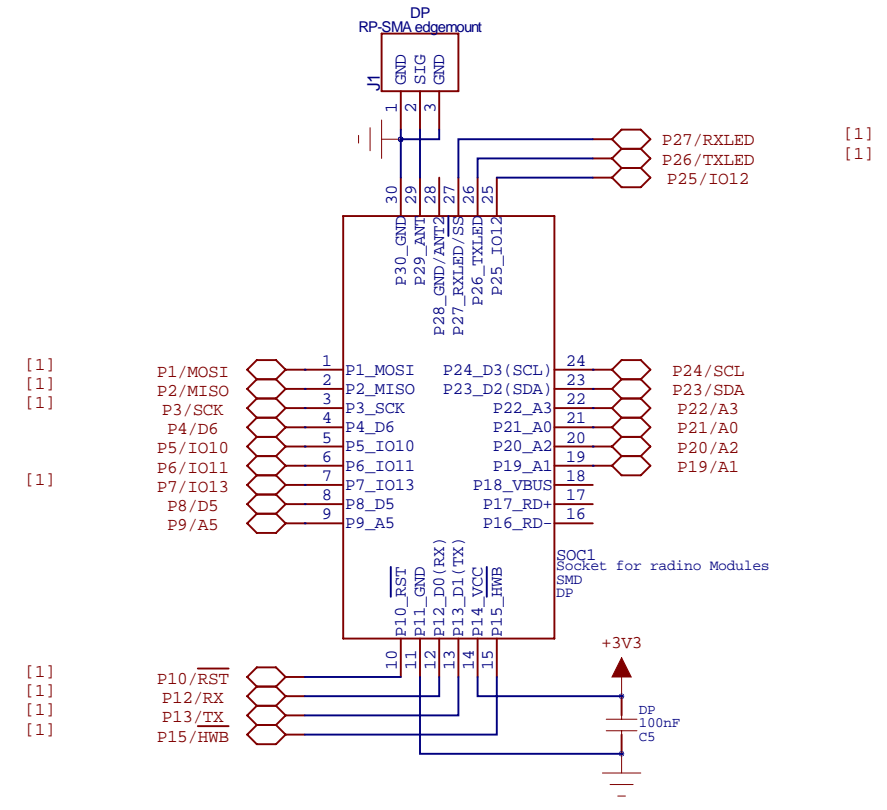 DP
RP-SMA edgemount
J1
GND
SIG
GND
1
2
3
P27/RXLED [1]
P26/TXLED [1]
P25/IO12
30
29
28
27
26
25
P30_GND
P29_ANT
P28_GND/ANT2
P27_RXLED/SS
P26_TXLED
P25_IO12
[1] P1/MOSI 1 P1_MOSI P24_D3(SCL) 24 P24/SCL
[1] P2/MISO 2 P2_MISO P23_D2(SDA) 23 P23/SDA
[1] P3/SCK 3 P3_SCK P22_A3 22 P22/A3
P4/D6 4 P4_D6 P21_A0 21 P21/A0
P5/IO10 5 P5_IO10 P20_A2 20 P20/A2
P6/IO11 6 P6_IO11 P19_A1 19 P19/A1
[1] P7/IO13 7 P7_IO13 P18_VBUS 18
P8/D5 8 P8_D5 P17_RD+ 17
P9/A5 9 P9_A5 P16_RD- 16
SOC1
Socket for radino Modules
SMD
DP
P10_RST
P11_GND
P12_D0(RX)
P13_D1(TX)
P14_VCC
P15_HWB
10
11
12
13
14
15
+3V3
[1] P10/RST
[1] P12/RX
[1] P13/TX
[1] P15/HWB
DP
100nF
C5